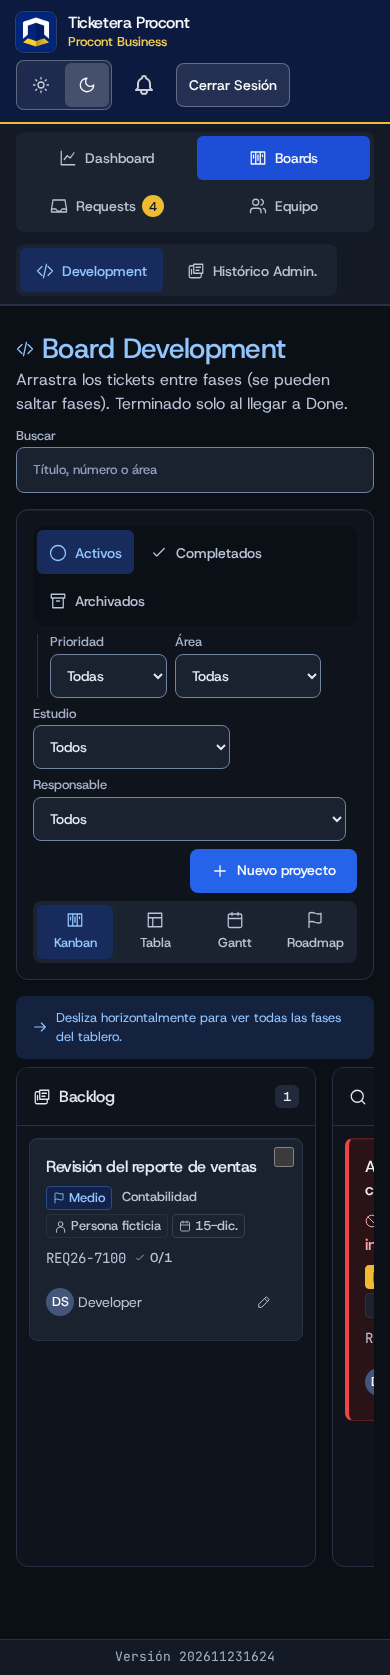 Ticketera Procont
Procont Business
Cerrar Sesión
Dashboard
Boards
Requests 4
Equipo
Development
Histórico Admin.
Board Development
Arrastra los tickets entre fases (se pueden
saltar fases). Terminado solo al llegar a Done.
Buscar
Título, número o área
Activos
Completados
Archivados
Prioridad
Área
Todas
Todas
Estudio
Todos
Responsable
Todos
Nuevo proyecto
Kanban
Tabla
Gantt
Roadmap
Desliza horizontalmente para ver todas las fases
del tablero.
Backlog
1
Revisión del reporte de ventas
Medio
Contabilidad
Persona ficticia
15-dic.
REQ26-7100
0/1
DS Developer
Versión 202611231624